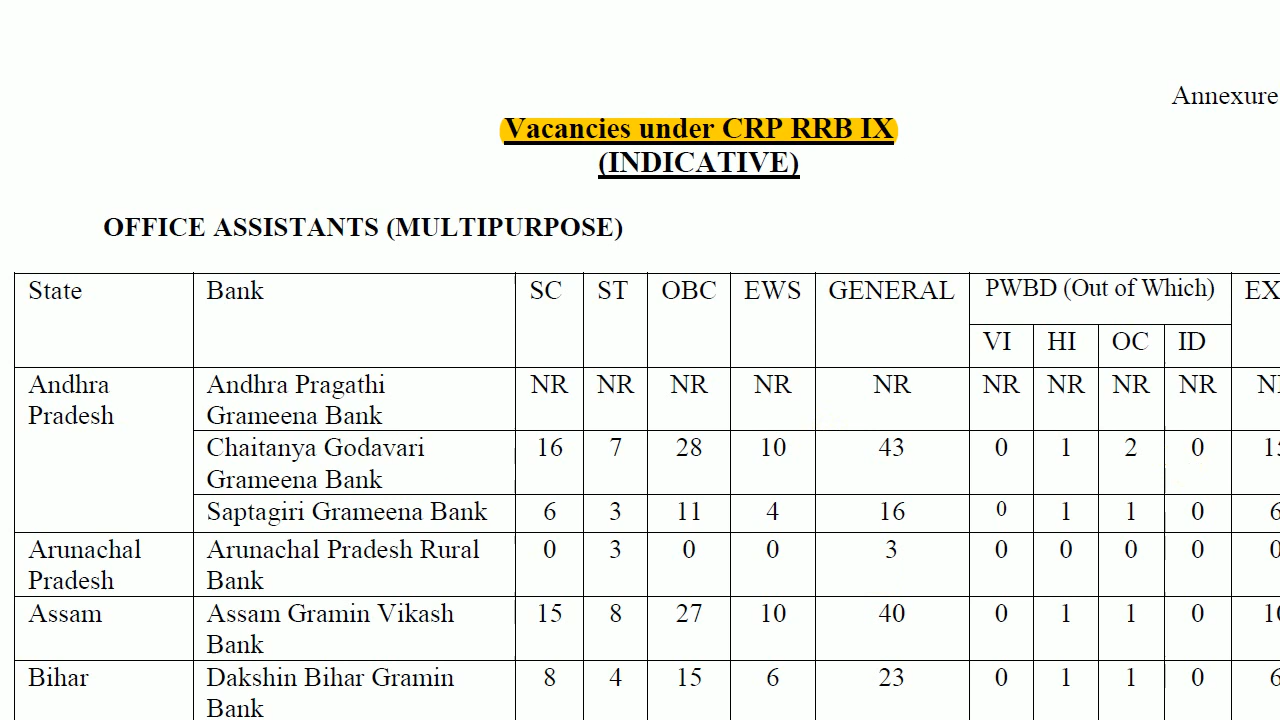 Annexure
Vacancies under CRP RRB IX
(INDICATIVE)
OFFICE ASSISTANTS (MULTIPURPOSE)
State Bank SC ST OBC EWS GENERAL PWBD (Out of Which) EX
VI HI OC ID
Andhra Andhra Pragathi NR NR NR NR NR NR NR NR NR
Pradesh Grameena Bank
Chaitanya Godavari 16 7 28 10 43 0 1 2 0
Grameena Bank
Saptagiri Grameena Bank 6 3 11 4 16 0 1 1 0 6
Arunachal Arunachal Pradesh Rural 0 3 0 0 3 0 0 0 0 0
Pradesh Bank
Assam Assam Gramin Vikash 15 8 27 10 40 0 1 1 0
Bank
Bihar Dakshin Bihar Gramin 8 4 15 6 23 0 1 1 0 6
Bank